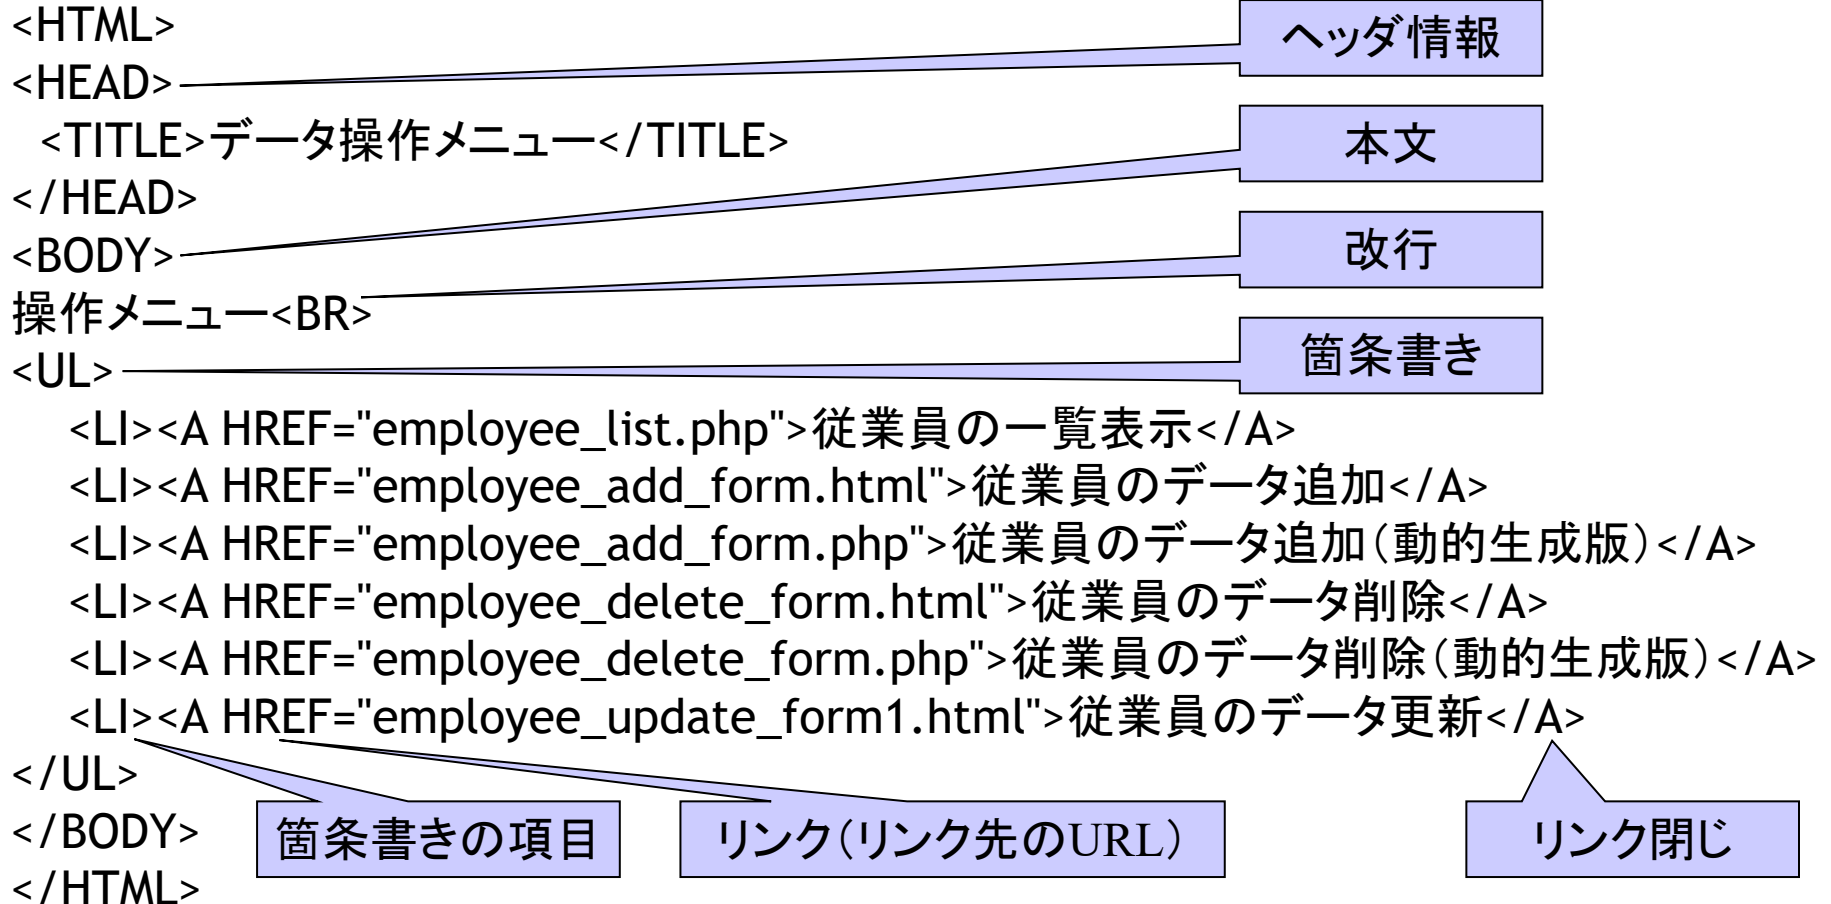 <HTML>
<HEAD>
<TITLE>データ操作メニュー</TITLE>
</HEAD>
<BODY>
操作メニュー<BR>
<UL>
<LI><A HREF="employee_list.php">従業員の一覧表示</A>
<LI><A HREF="employee_add_form.html">従業員のデータ追加</A>
<LI><A HREF="employee_add_form.php">従業員のデータ追加（動的生成版）</A>
<LI><A HREF="employee_delete_form.html">従業員のデータ削除</A>
<LI><A HREF="employee_delete_form.php">従業員のデータ削除（動的生成版）</A>
<LI><A HREF="employee_update_form1.html">従業員のデータ更新</A>
</UL>
</BODY>
</HTML>
ヘッダ情報
本文
改行
箇条書き
箇条書きの項目
リンク（リンク先のURL）
リンク閉じ